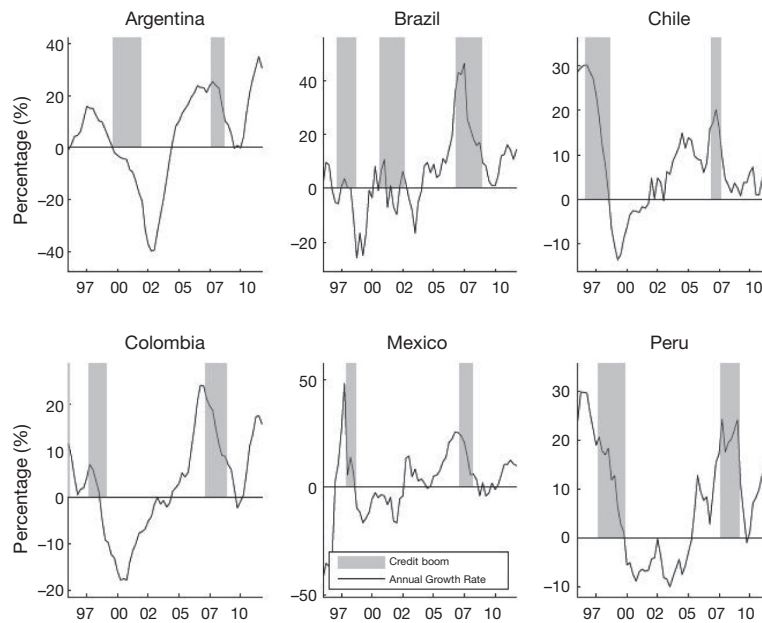 Argentina Brazil Chile
Percentage (%)
40
20
0
−20
−40
97 00 02 05 07 10
40
20
0
−20
97 00 02 05 07 10
30
20
10
0
−10
97 00 02 05 07 10
Colombia Mexico Peru
Percentage (%)
20
10
0
−10
−20
97 00 02 05 07 10
50
0
−50
Credit boom
Annual Growth Rate
97 00 02 05 07 10
30
20
10
0
−10
97 00 02 05 07 10